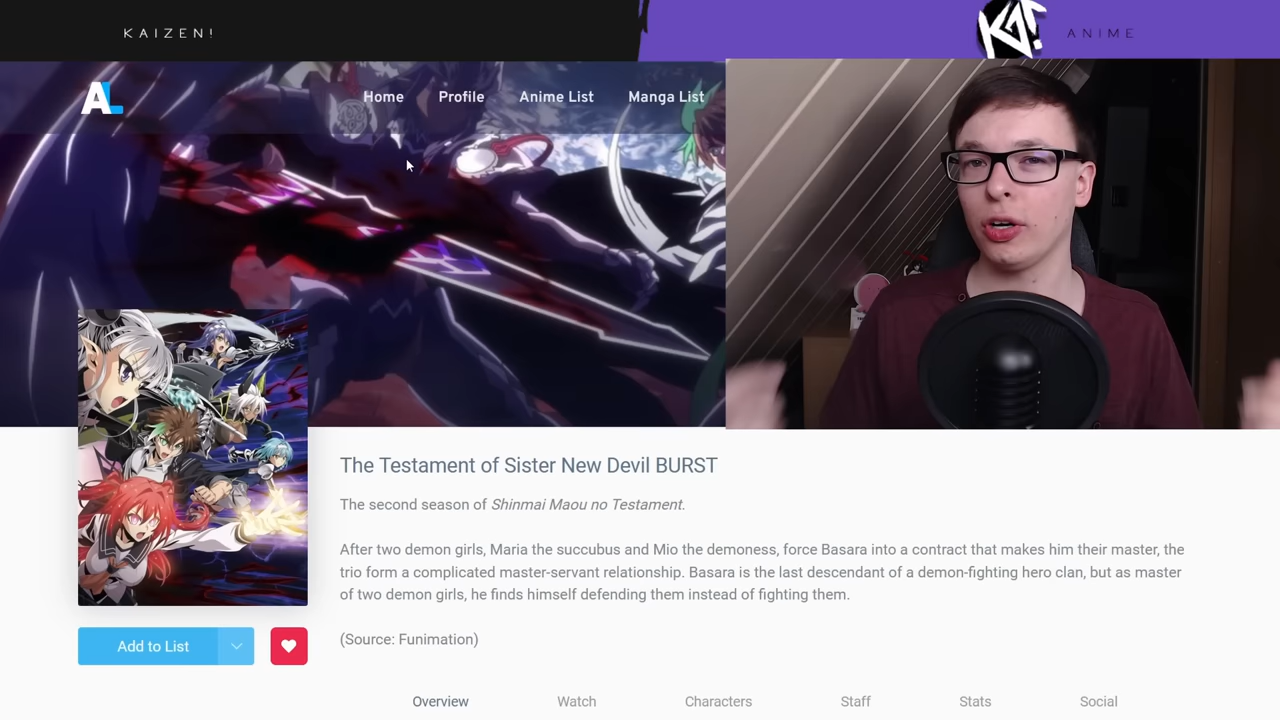 KAIZEN!
KA!
ANIME
AL
Home
Profile
Anime List
Manga List
The Testament of Sister New Devil BURST
The second season of Shinmai Maou no Testament.
After two demon girls, Maria the succubus and Mio the demoness, force Basara into a contract that makes him their master, the
trio form a complicated master-servant relationship. Basara is the last descendant of a demon-fighting hero clan, but as master
of two demon girls, he finds himself defending them instead of fighting them.
(Source: Funimation)
Add to List
Overview
Watch
Characters
Staff
Stats
Social